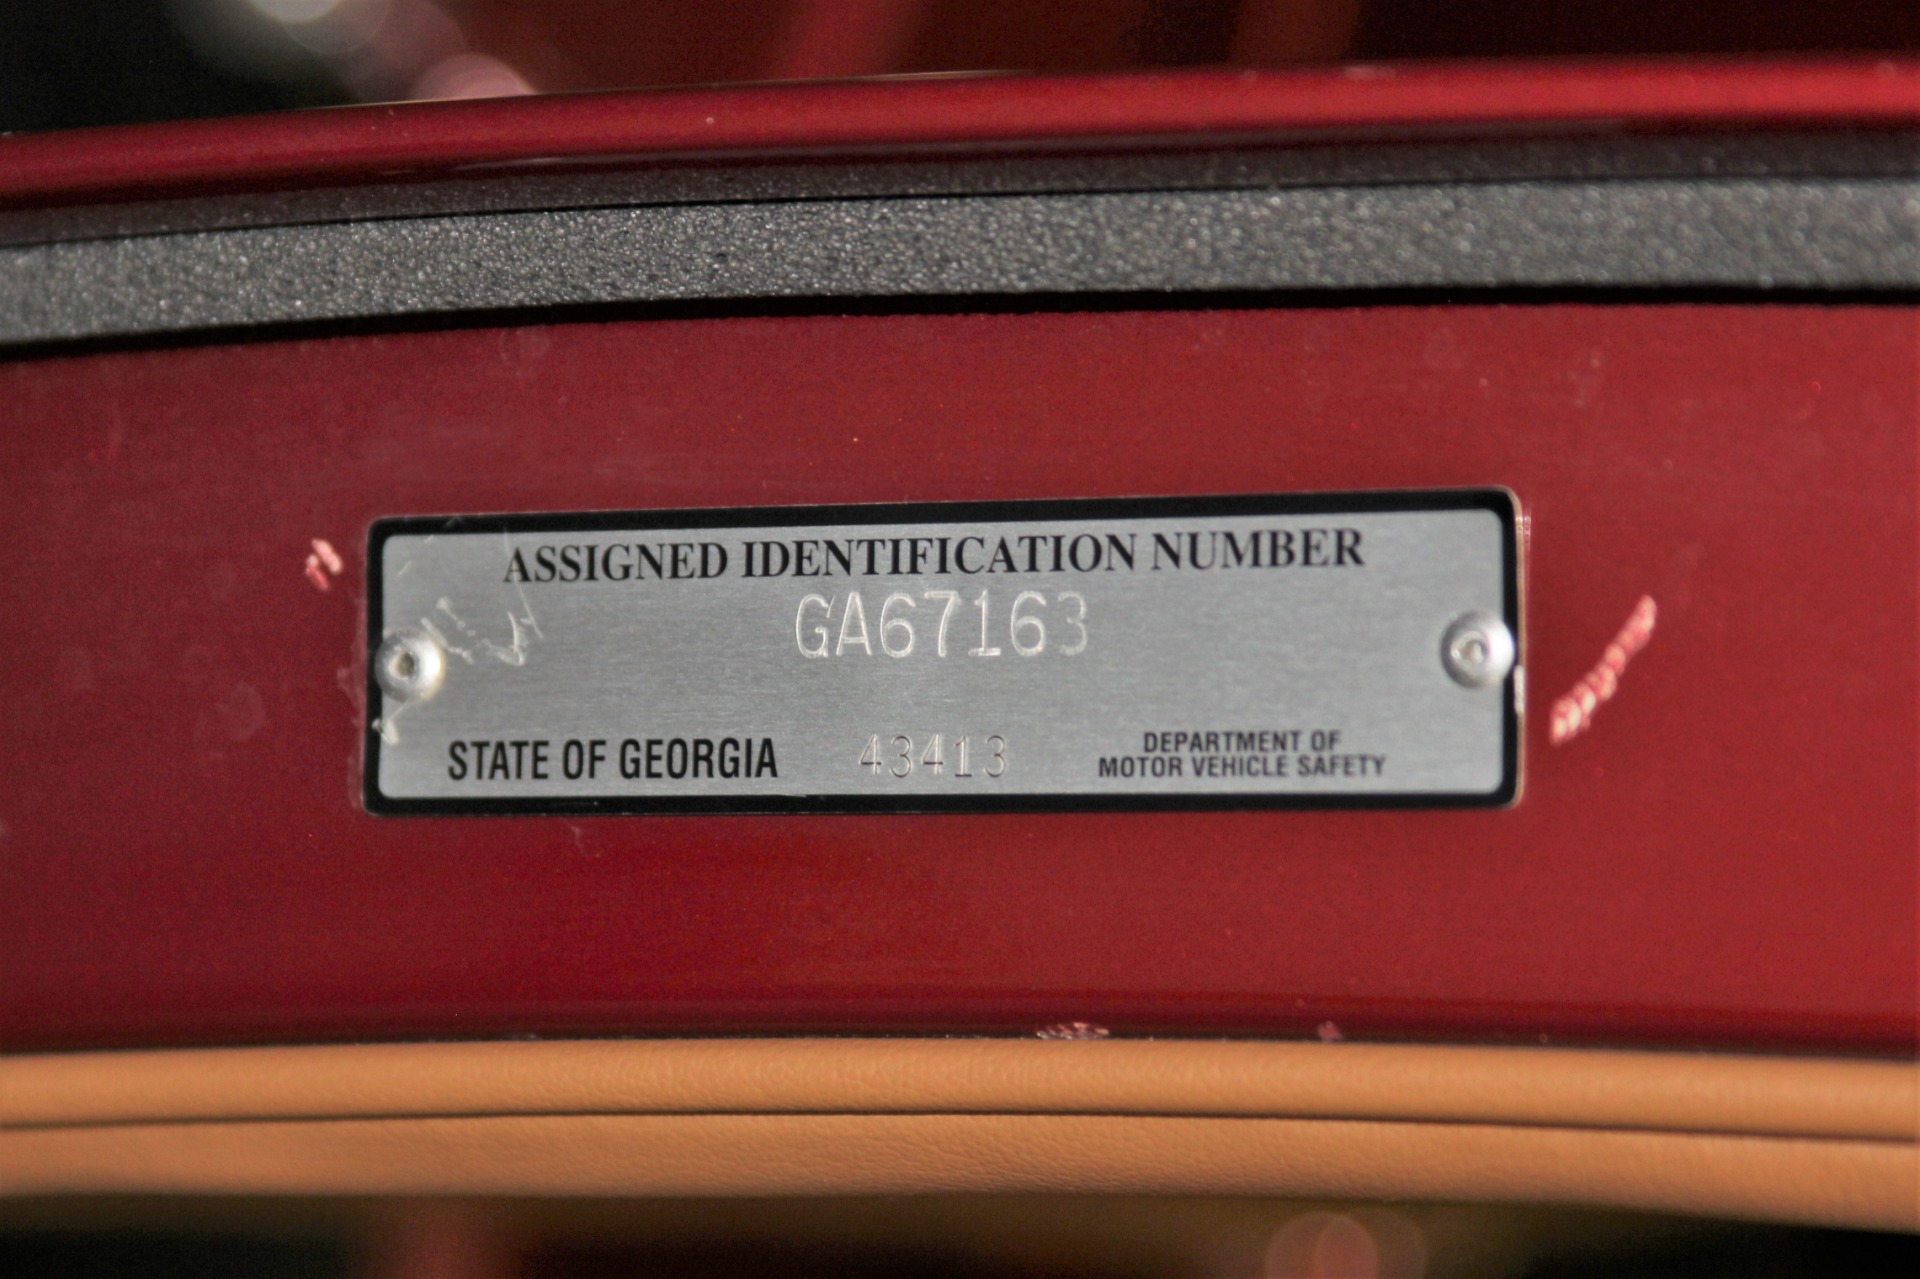 ASSIGNED IDENTIFICATION NUMBER
GA67163
STATE OF GEORGIA 43413 DEPARTMENT OF
MOTOR VEHICLE SAFETY